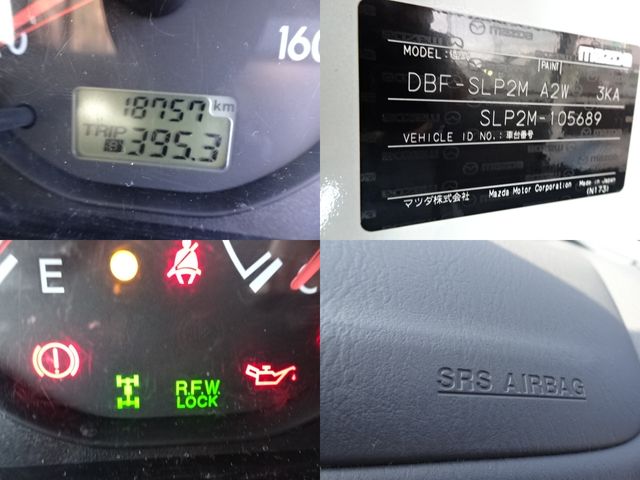 160
18757 km
TRIP
B 395.3
mazda
MODEL:
PAINT
DBF-SLP2M A2W 3KA
SLP2M-105689
VEHICLE ID NO.:車台番号
マツダ株式会社 Mazda Motor Corporation Made in Japan
(N173)
E
R.F.W.
LOCK
SRS AIRBAG